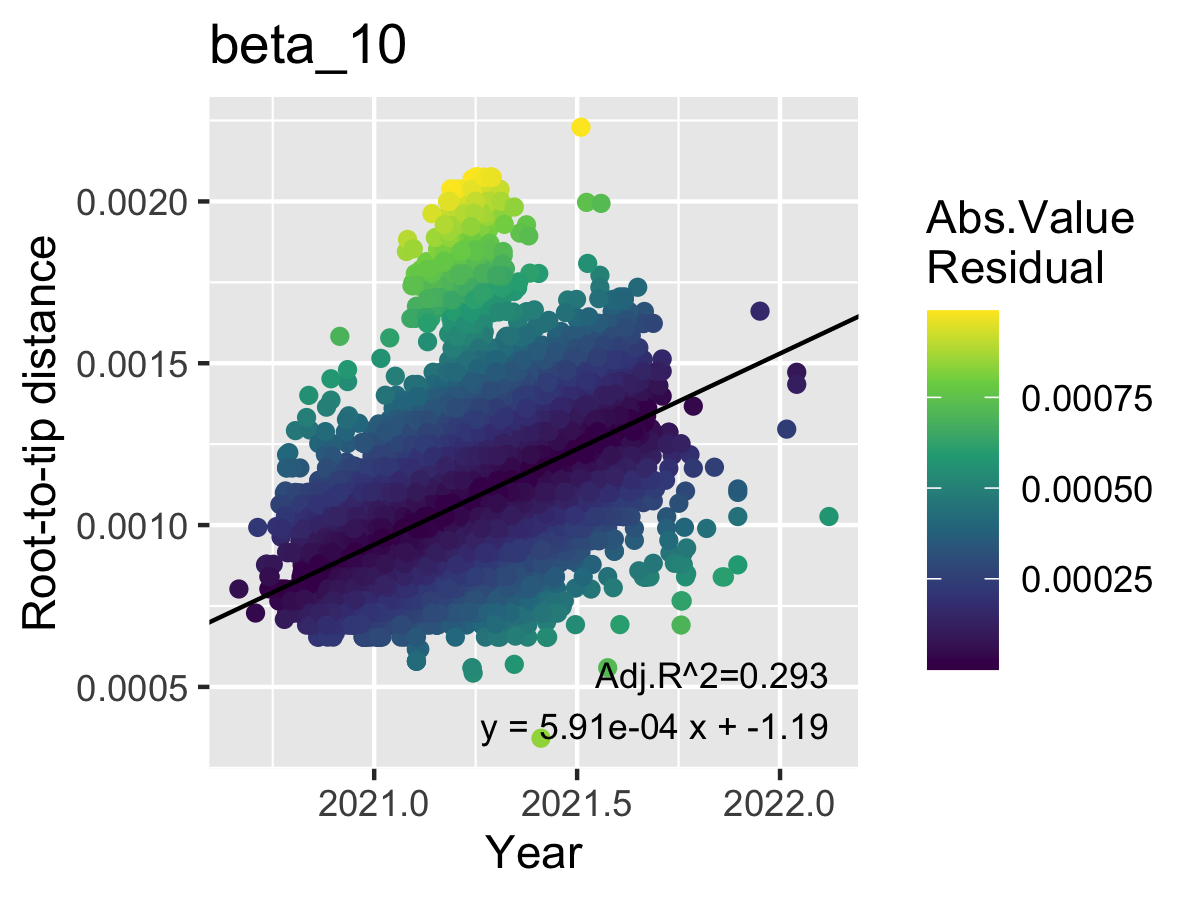 beta_10
Root-to-tip distance
0.0020
0.0015
0.0010
0.0005
Adj.R^2=0.293
y = 5.91e-04 x + -1.19
2021.0 2021.5 2022.0
Year
Abs.Value
Residual
0.00075
0.00050
0.00025